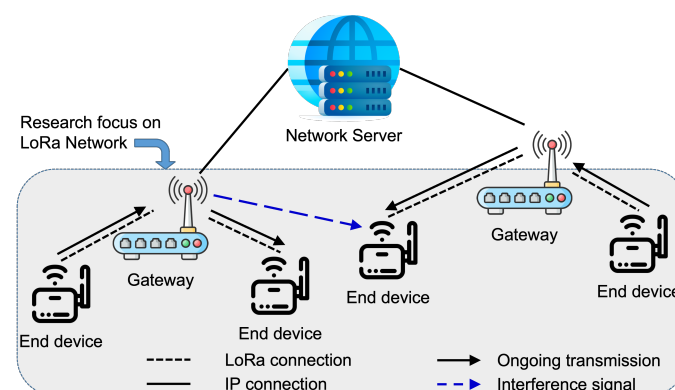 Research focus on
LoRa Network
Network Server
Gateway
Gateway
End device
End device
End device
End device
LoRa connection
Ongoing transmission
IP connection
Interference signal